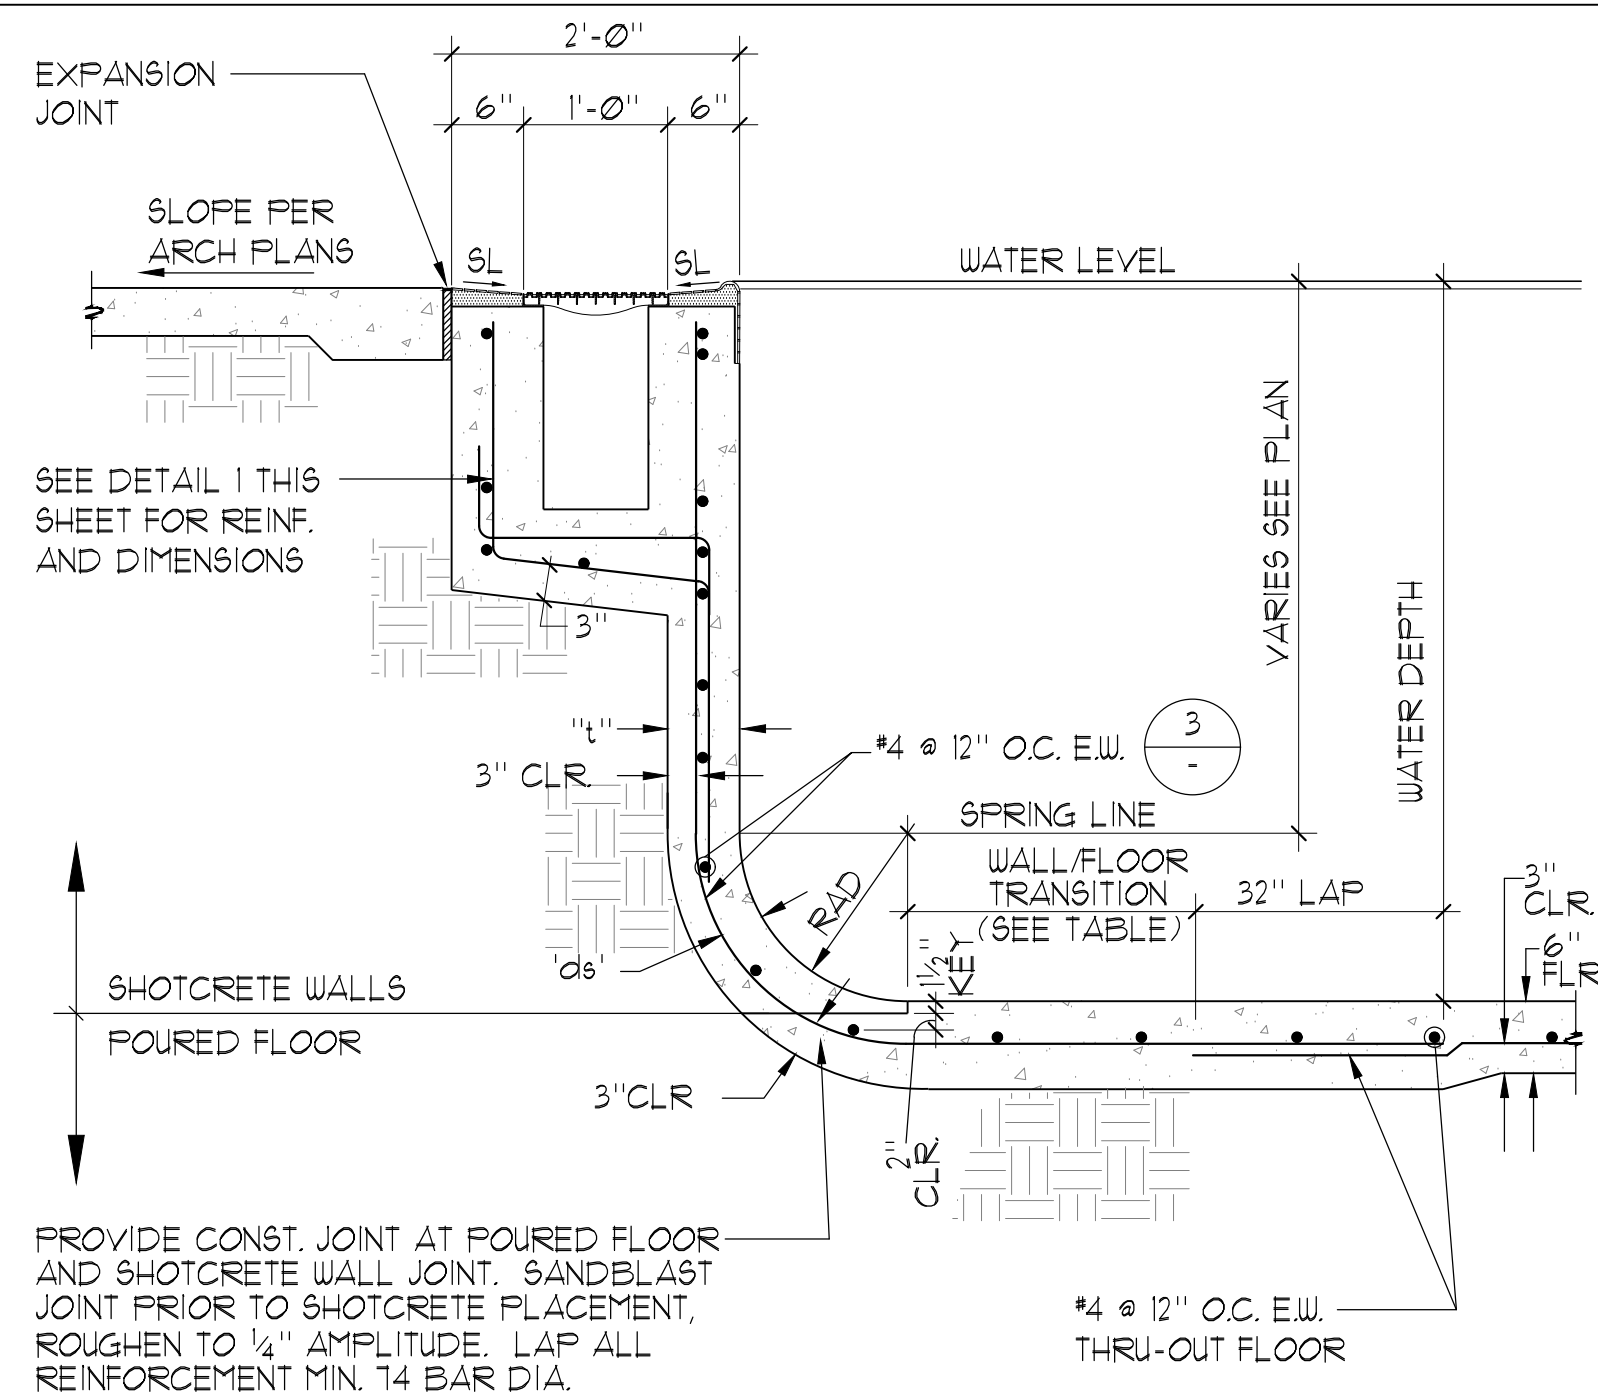 2'-Ø"
EXPANSION
JOINT
6"
1'-Ø"
6"
SLOPE PER
ARCH PLANS
SL
SL
WATER LEVEL
SEE DETAIL 1 THIS
SHEET FOR REINF.
AND DIMENSIONS
3"
VARIES SEE PLAN
WATER DEPTH
"t"
#4 @ 12" O.C. E.W.
3
-
3" CLR.
SPRING LINE
WALL/FLOOR
TRANSITION
(SEE TABLE)
32" LAP
3"
CLR.
6"
FLR
RAD
'ds'
1½"
KEY
SHOTCRETE WALLS
POURED FLOOR
3"CLR
2"
CLR.
PROVIDE CONST. JOINT AT POURED FLOOR
AND SHOTCRETE WALL JOINT. SANDBLAST
JOINT PRIOR TO SHOTCRETE PLACEMENT,
ROUGHEN TO ¼" AMPLITUDE. LAP ALL
REINFORCEMENT MIN. 74 BAR DIA.
#4 @ 12" O.C. E.W.
THRU-OUT FLOOR